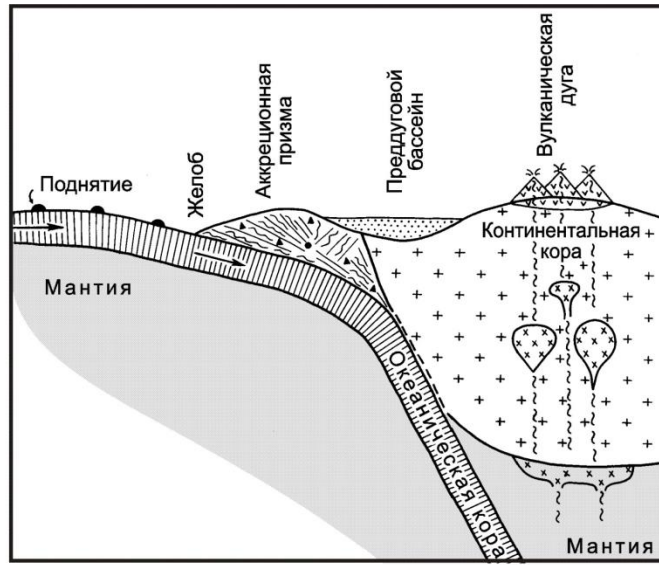 Поднятие
Желоб
Аккреционная
призма
Преддуговой
бассейн
Вулканическая
дуга
Континентальная
кора
Мантия
Океаническая кора
Мантия